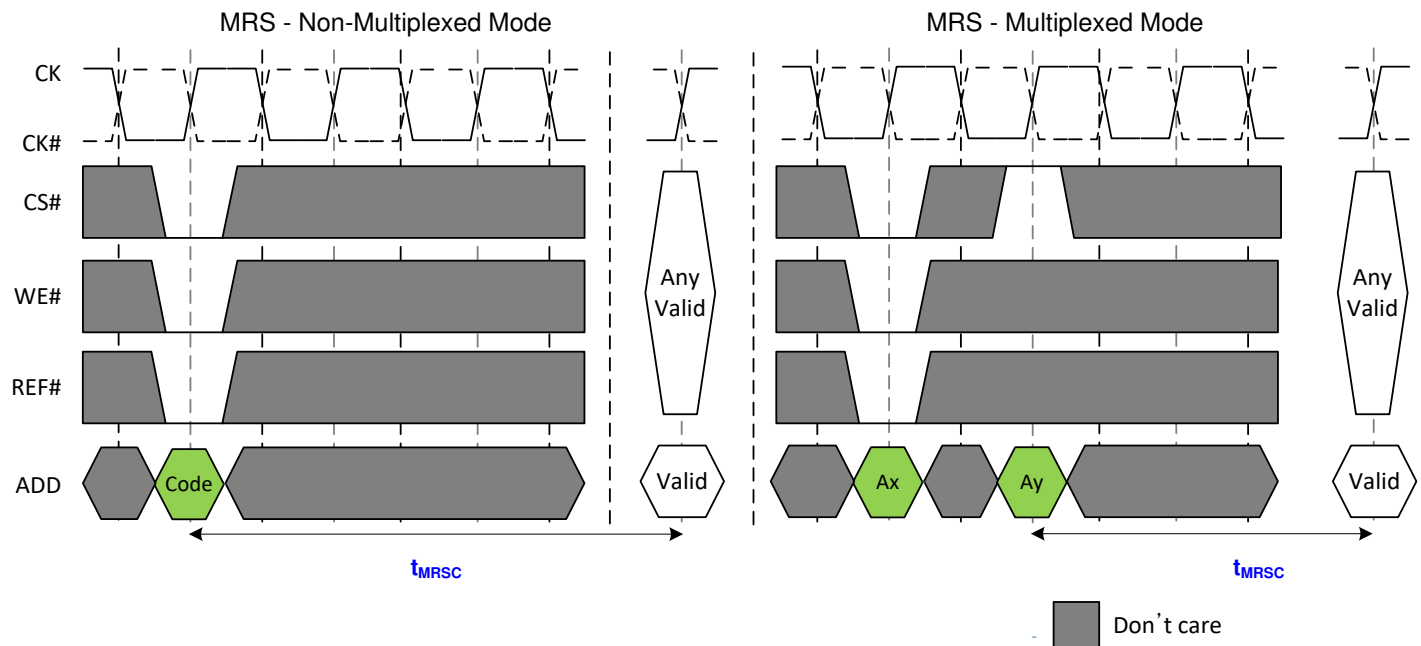 MRS - Non-Multiplexed Mode
MRS - Multiplexed Mode
CK
CK#
CS#
WE#
REF#
ADD
Any
Valid
Any
Valid
Code
Valid
Ax
Ay
Valid
tMRSC
tMRSC
Don't care